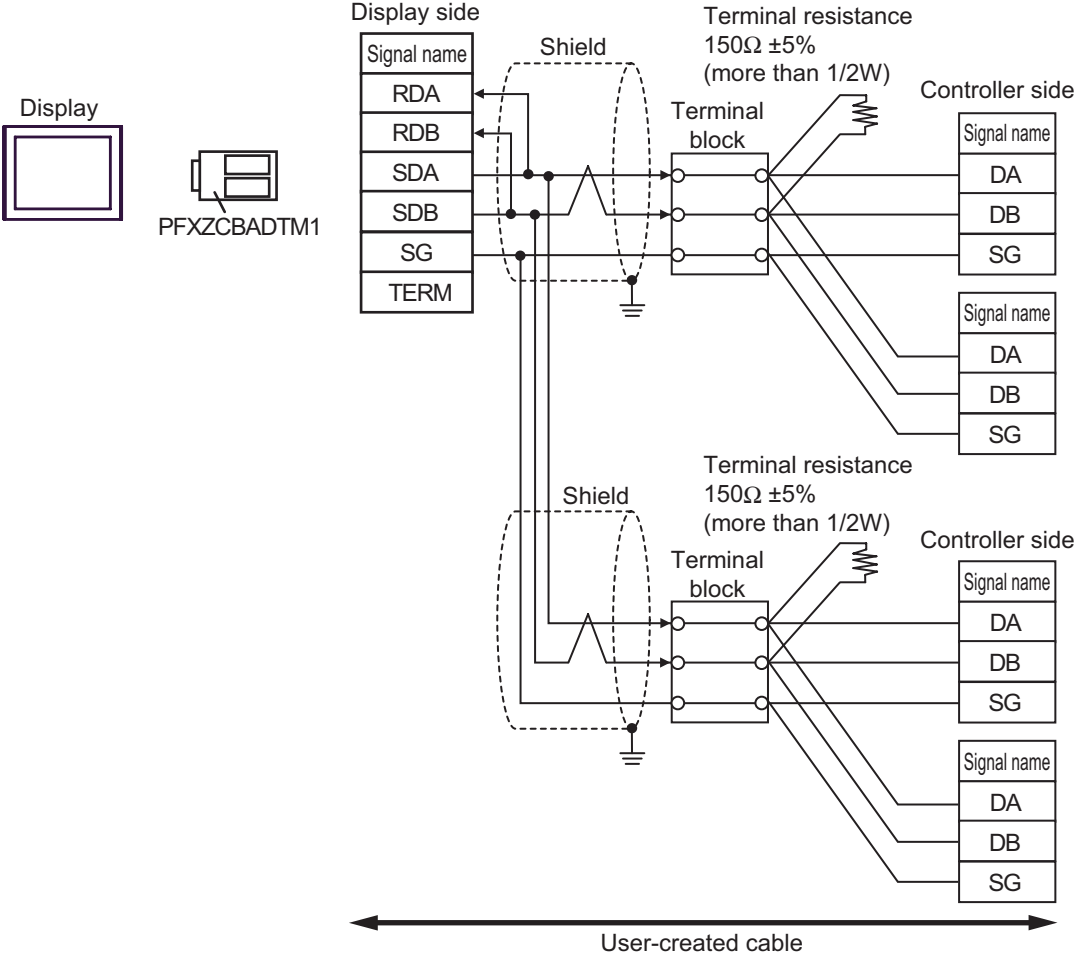 Display
PFXZCBADTM1
Display side
Signal name
RDA
RDB
SDA
SDB
SG
TERM
Shield
Terminal resistance
150Ω ±5%
(more than 1/2W)
Terminal
block
Controller side
Signal name
DA
DB
SG
Signal name
DA
DB
SG
Shield
Terminal resistance
150Ω ±5%
(more than 1/2W)
Terminal
block
Controller side
Signal name
DA
DB
SG
Signal name
DA
DB
SG
User-created cable